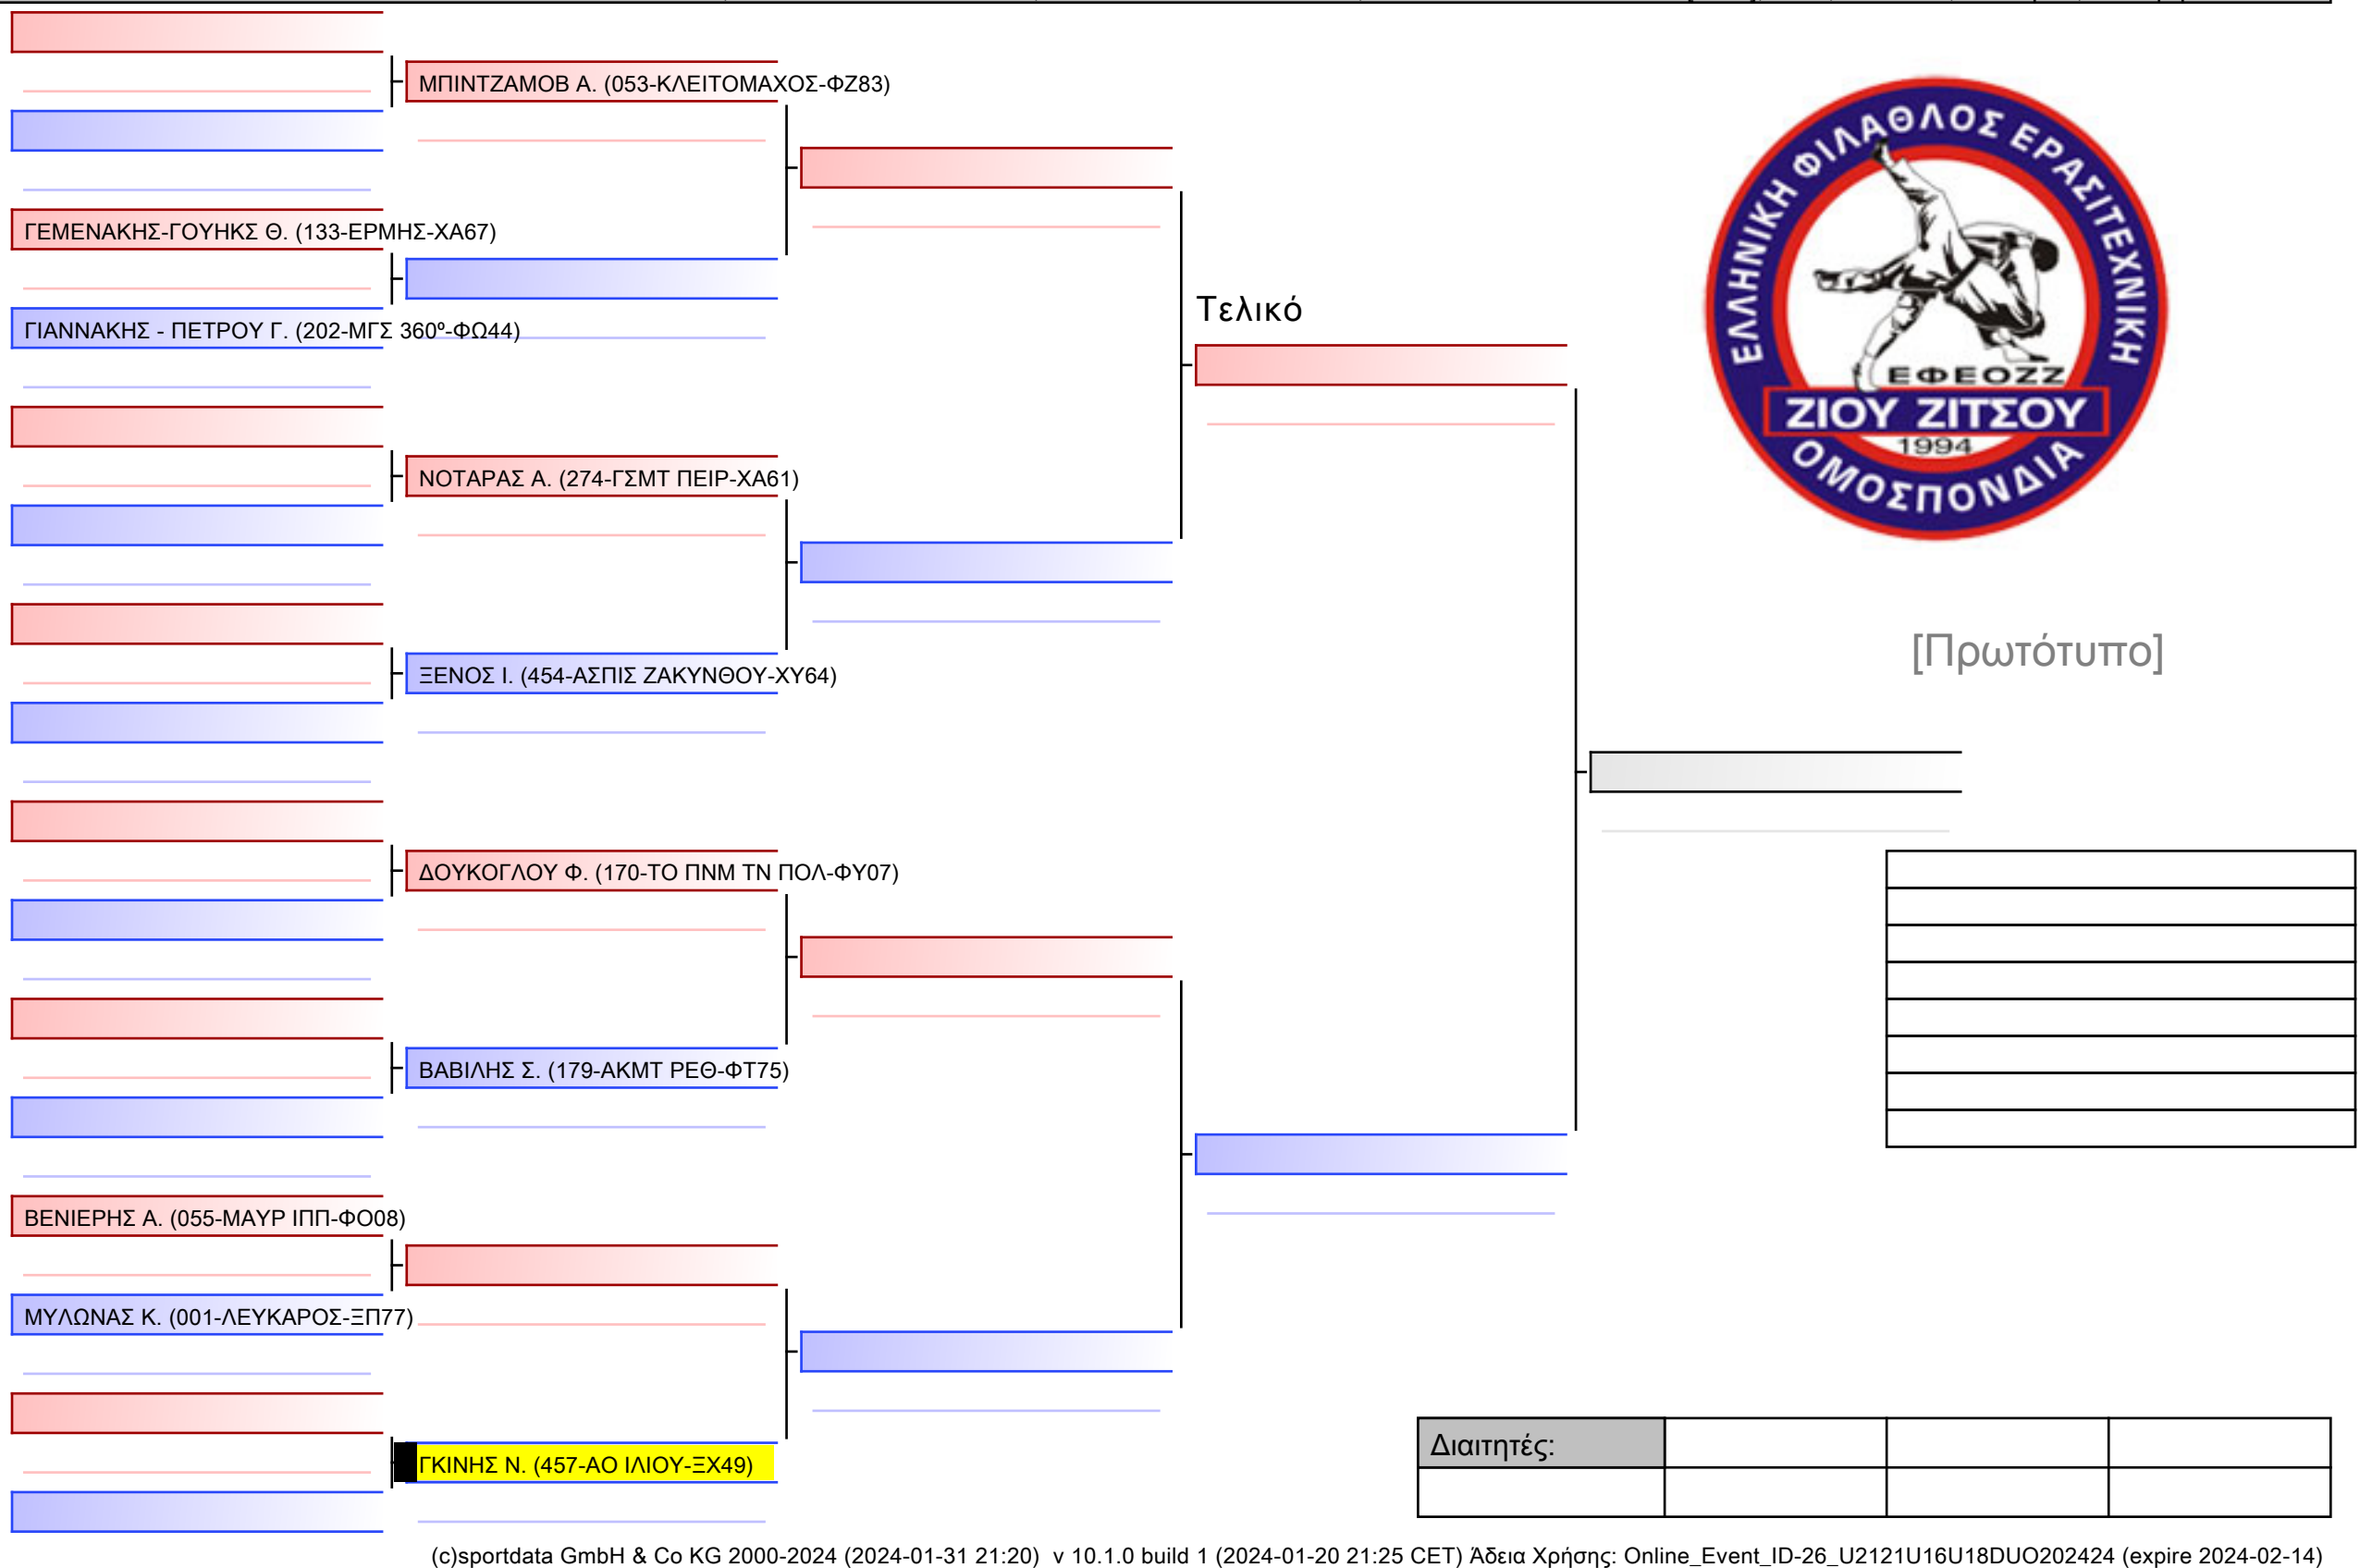 ΜΠΙΝΤΖΑΜΟΒ Α. (053-ΚΛΕΙΤΟΜΑΧΟΣ-ΦΖ83)
ΓΕΜΕΝΑΚΗΣ-ΓΟΥΗΚΣ Θ. (133-ΕΡΜΗΣ-ΧΑ67)
ΓΙΑΝΝΑΚΗΣ - ΠΕΤΡΟΥ Γ. (202-ΜΓΣ 360º-ΦΩ44)
ΝΟΤΑΡΑΣ Α. (274-ΓΣΜΤ ΠΕΙΡ-ΧΑ61)
ΞΕΝΟΣ Ι. (454-ΑΣΠΙΣ ΖΑΚΥΝΘΟΥ-ΧΥ64)
ΔΟΥΚΟΓΛΟΥ Φ. (170-ΤΟ ΠΝΜ ΤΝ ΠΟΛ-ΦΥ07)
ΒΑΒΙΛΗΣ Σ. (179-ΑΚΜΤ ΡΕΘ-ΦΤ75)
ΒΕΝΙΕΡΗΣ Α. (055-ΜΑΥΡ ΙΠΠ-ΦΟ08)
ΜΥΛΩΝΑΣ Κ. (001-ΛΕΥΚΑΡΟΣ-ΞΠ77)
ΓΚΙΝΗΣ Ν. (457-ΑΟ ΙΛΙΟΥ-ΞΧ49)
Τελικό
ΕΛΛΗΝΙΚΗ ΦΙΛΑΘΛΟΣ ΕΡΑΣΙΤΕΧΝΙΚΗ
ΕΦΕΟΖΖ
ΖΙΟΥ ΖΙΤΣΟΥ
1994
ΟΜΟΣΠΟΝΔΙΑ
[Πρωτότυπο]
Διαιτητές:
(c)sportdata GmbH & Co KG 2000-2024 (2024-01-31 21:20) v 10.1.0 build 1 (2024-01-20 21:25 CET) Άδεια Χρήσης: Online_Event_ID-26_U2121U16U18DUO202424 (expire 2024-02-14)